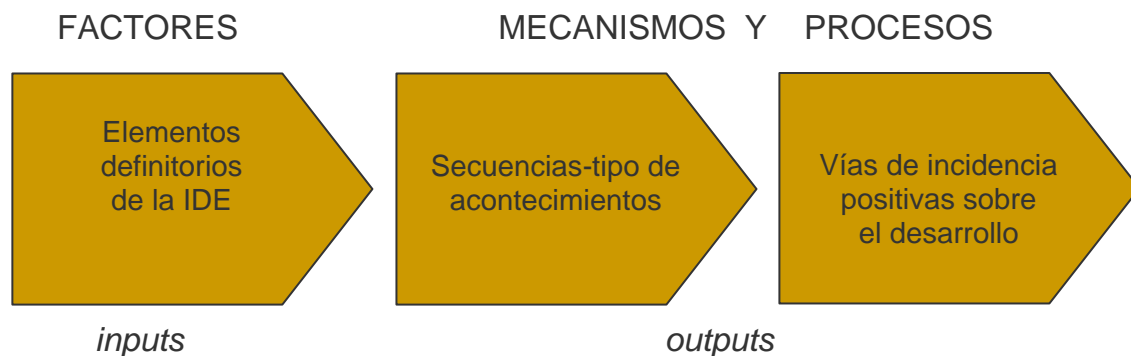 FACTORES
MECANISMOS Y PROCESOS
Elementos
definitorios
de la IDE
Secuencias-tipo de
acontecimientos
Vías de incidencia
positivas sobre
el desarrollo
inputs
outputs